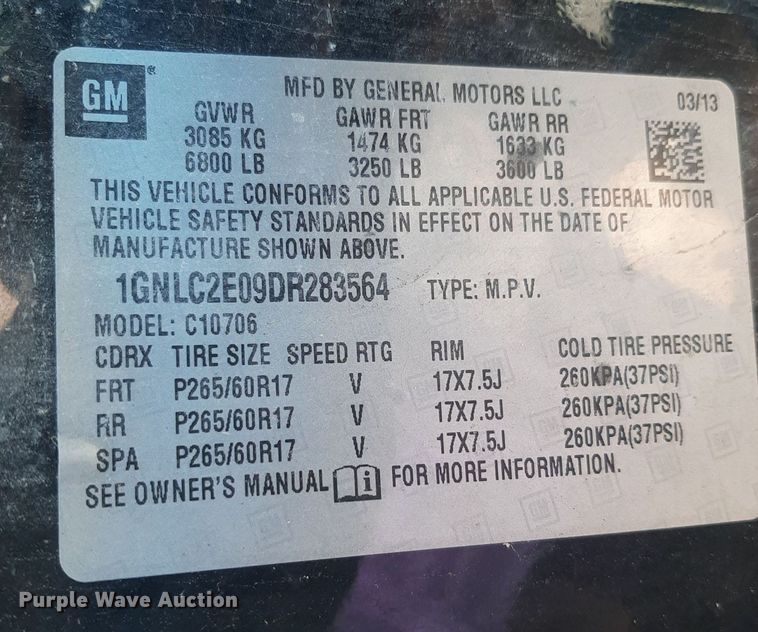 GM® MFD BY GENERAL MOTORS LLC 03/13
GVWR GAWR FRT GAWR RR
3085 KG 1474 KG 1633 KG
6800 LB 3250 LB 3600 LB
THIS VEHICLE CONFORMS TO ALL APPLICABLE U.S. FEDERAL MOTOR
VEHICLE SAFETY STANDARDS IN EFFECT ON THE DATE OF
MANUFACTURE SHOWN ABOVE.
1GNLC2E09DR283564 TYPE: M.P.V.
MODEL: C10706
CDRX TIRE SIZE SPEED RTG RIM COLD TIRE PRESSURE
FRT P265/60R17 V 17X7.5J 260KPA(37PSI)
RR P265/60R17 V 17X7.5J 260KPA(37PSI)
SPA P265/60R17 V 17X7.5J 260KPA(37PSI)
SEE OWNER'S MANUAL i FOR MORE INFORMATION.
Purple Wave Auction